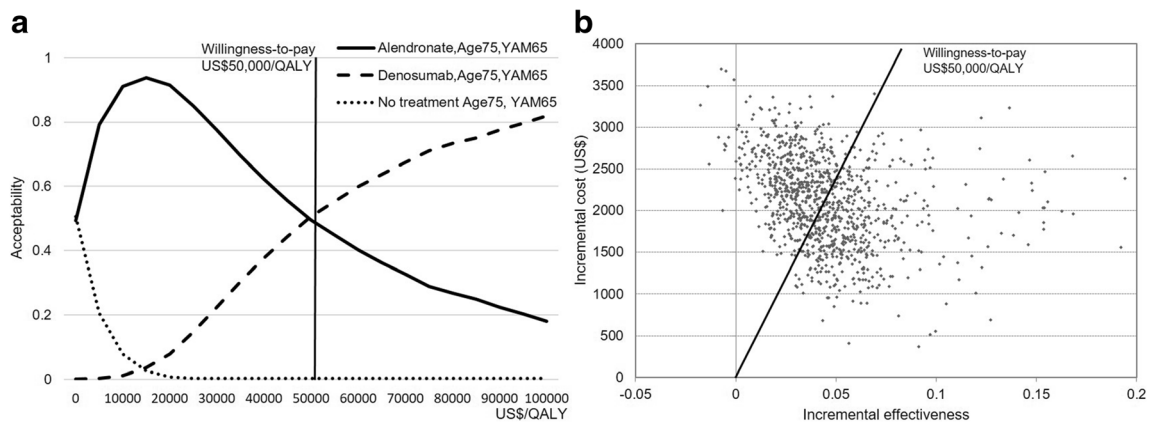 a
Willingness-to-pay
US$50,000/QALY
Alendronate,Age75,YAM65
Denosumab,Age75,YAM65
No treatment Age75, YAM65
Acceptability
1
0.8
0.6
0.4
0.2
0
0 10000 20000 30000 40000 50000 60000 70000 80000 90000 100000
US$/QALY
b
Willingness-to-pay
US$50,000/QALY
Incremental cost (US$)
4000
3500
3000
2500
2000
1500
1000
500
0
-0.05 0 0.05 0.1 0.15 0.2
Incremental effectiveness